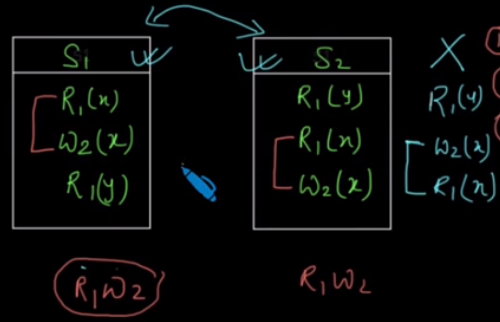 S1
R1(x)
W2(x)
R1(y)
R1W2
S2
R1(y)
R1(x)
W2(x)
R1W2
X
R1(y)
W2(x)
R1(x)